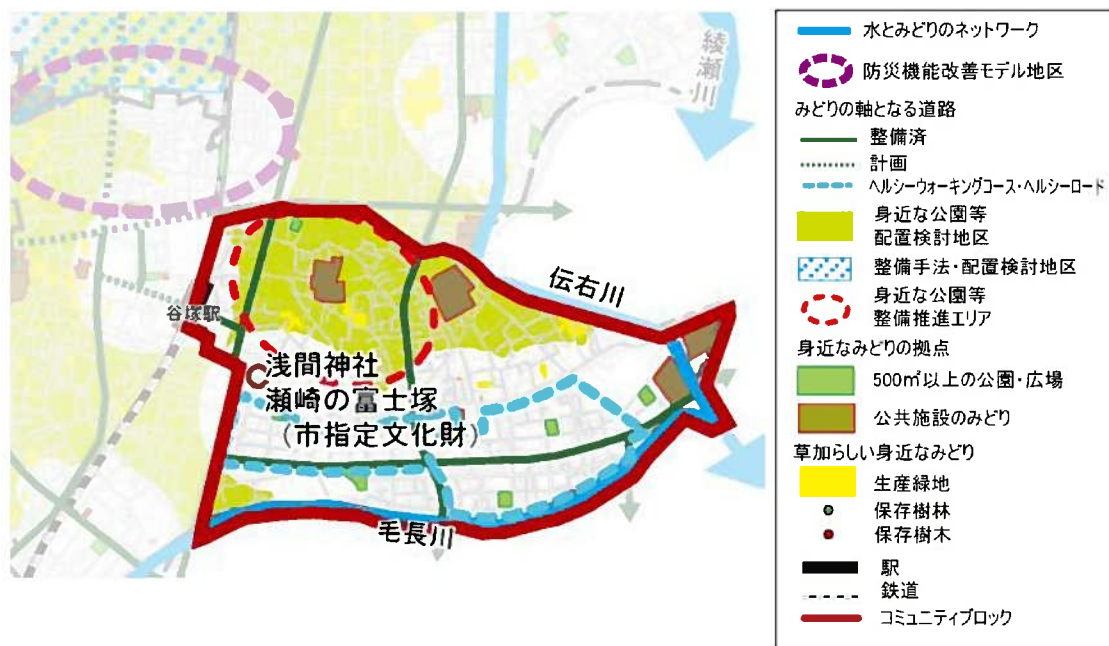 綾瀬川
伝右川
谷塚駅
浅間神社
瀬崎の富士塚
(市指定文化財)
毛長川
水とみどりのネットワーク
防災機能改善モデル地区
みどりの軸となる道路
整備済
計画
ヘルシーウォーキングコース・ヘルシーロード
身近な公園等
配置検討地区
整備手法・配置検討地区
身近な公園等
整備推進エリア
身近なみどりの拠点
500㎡以上の公園・広場
公共施設のみどり
草加らしい身近なみどり
生産緑地
保存樹林
保存樹木
駅
鉄道
コミュニティブロック